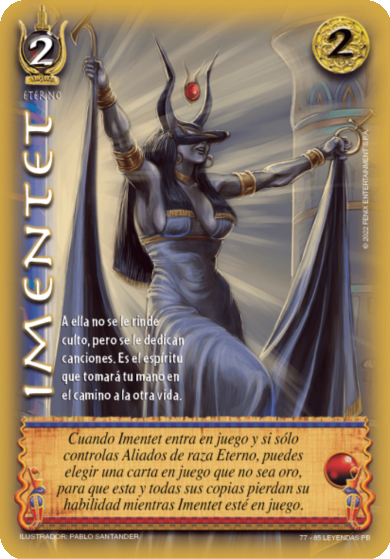 2
2
ETERNO
IMENTET
© 2022 FENIX ENTERTAINMENT S.P.A.
A ella no se le rinde
culto, pero se le dedican
canciones. Es el espíritu
que tomará tu mano en
el camino a la otra vida.
Cuando Imentet entra en juego y si sólo
controlas Aliados de raza Eterno, puedes
elegir una carta en juego que no sea oro,
para que esta y todas sus copias pierdan su
habilidad mientras Imentet esté en juego.
ILUSTRADOR: PABLO SANTANDER
77 - 85 LEYENDAS PB